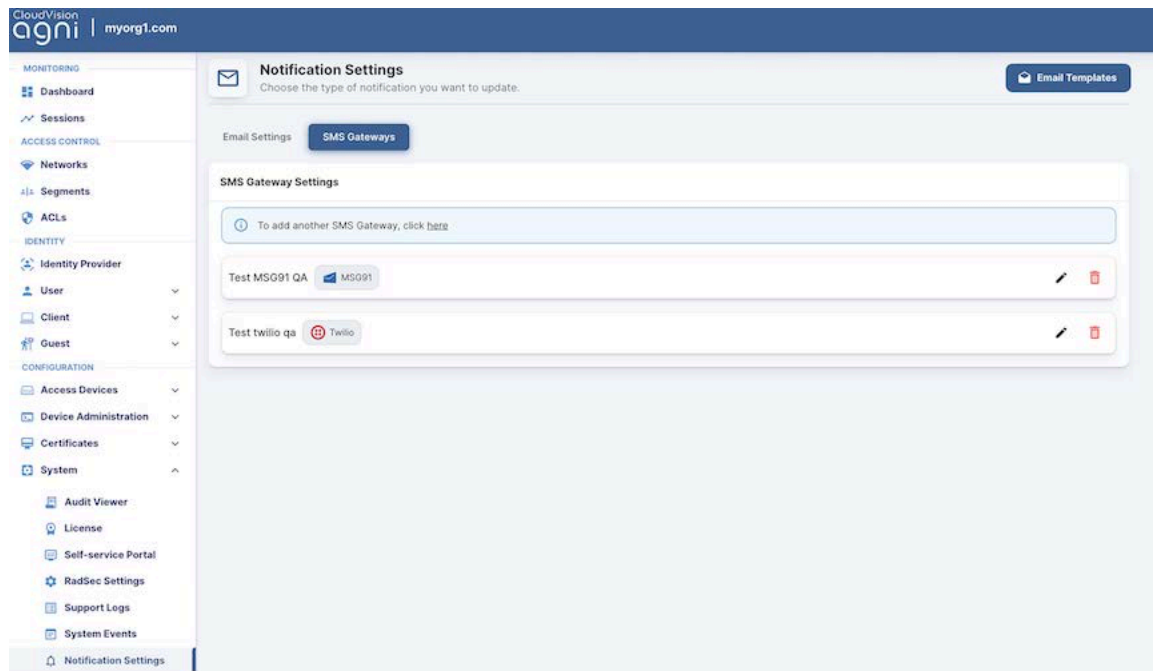 CloudVision
agni | myorg1.com
MONITORING
Dashboard
Sessions
ACCESS CONTROL
Networks
Segments
ACLs
IDENTITY
Identity Provider
User
Client
Guest
CONFIGURATION
Access Devices
Device Administration
Certificates
System
Audit Viewer
License
Self-service Portal
RadSec Settings
Support Logs
System Events
Notification Settings
Notification Settings
Choose the type of notification you want to update.
Email Templates
Email Settings
SMS Gateways
SMS Gateway Settings
To add another SMS Gateway, click here
Test MSG91 QA MSG91
Test twilio qa Twilio